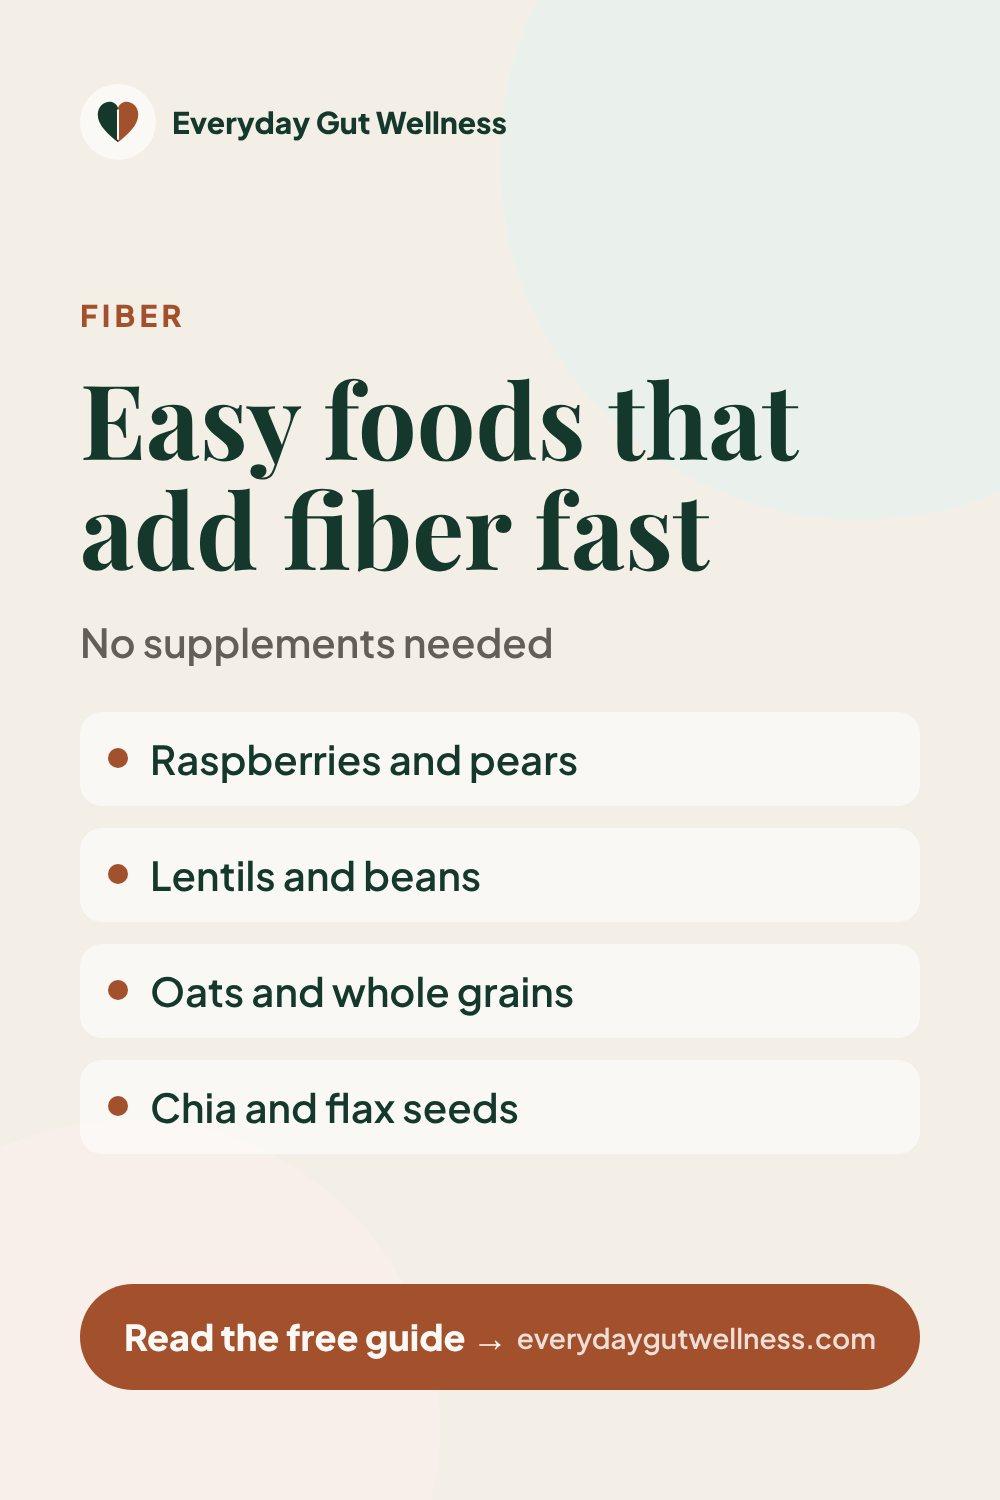 Everyday Gut Wellness
FIBER
Easy foods that
add fiber fast
No supplements needed
Raspberries and pears
Lentils and beans
Oats and whole grains
Chia and flax seeds
Read the free guide → everydaygutwellness.com